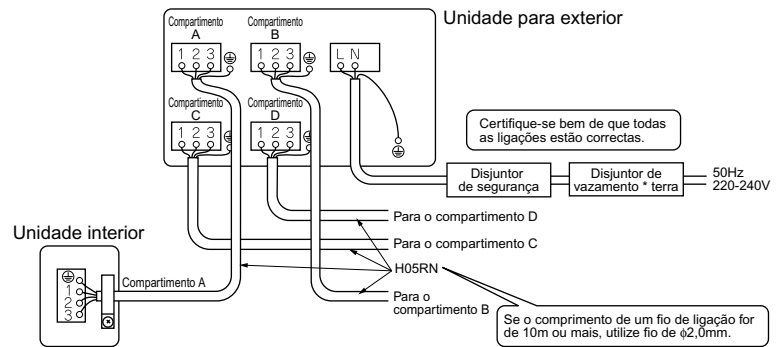 Unidade para exterior
Compartimento
A
1 2 3
Compartimento
B
1 2 3
L N
Compartimento
C
1 2 3
Compartimento
D
1 2 3
Certifique-se bem de que todas
as ligações estão correctas.
Disjuntor
de segurança
Disjuntor de
vazamento * terra
50Hz
220-240V
Para o compartimento D
Para o compartimento C
H05RN
Para o
compartimento B
Unidade interior
Compartimento A
1
2
3
Se o comprimento de um fio de ligação for
de 10m ou mais, utilize fio de ϕ2,0mm.